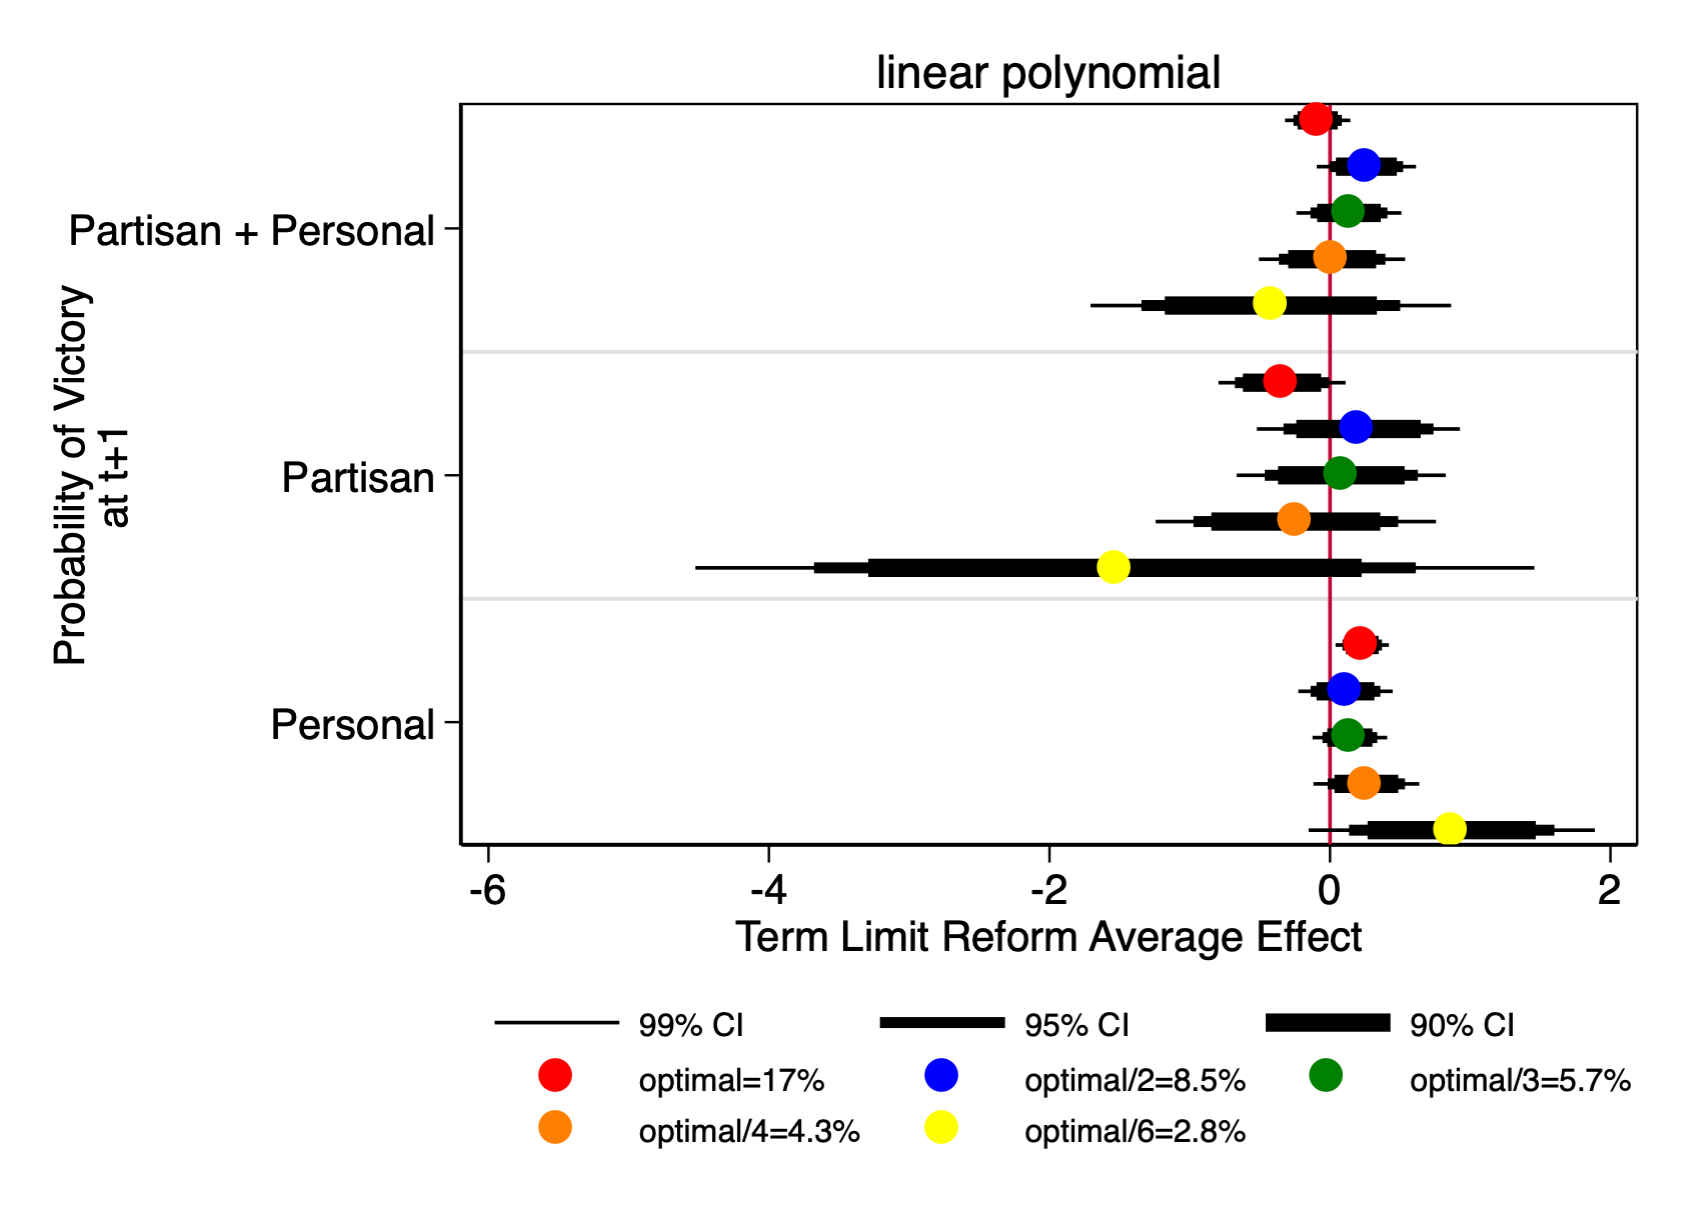 linear polynomial
Probability of Victory
at t+1
Partisan + Personal
Partisan
Personal
-6 -4 -2 0 2
Term Limit Reform Average Effect
99% CI 95% CI 90% CI
optimal=17% optimal/2=8.5% optimal/3=5.7%
optimal/4=4.3% optimal/6=2.8%